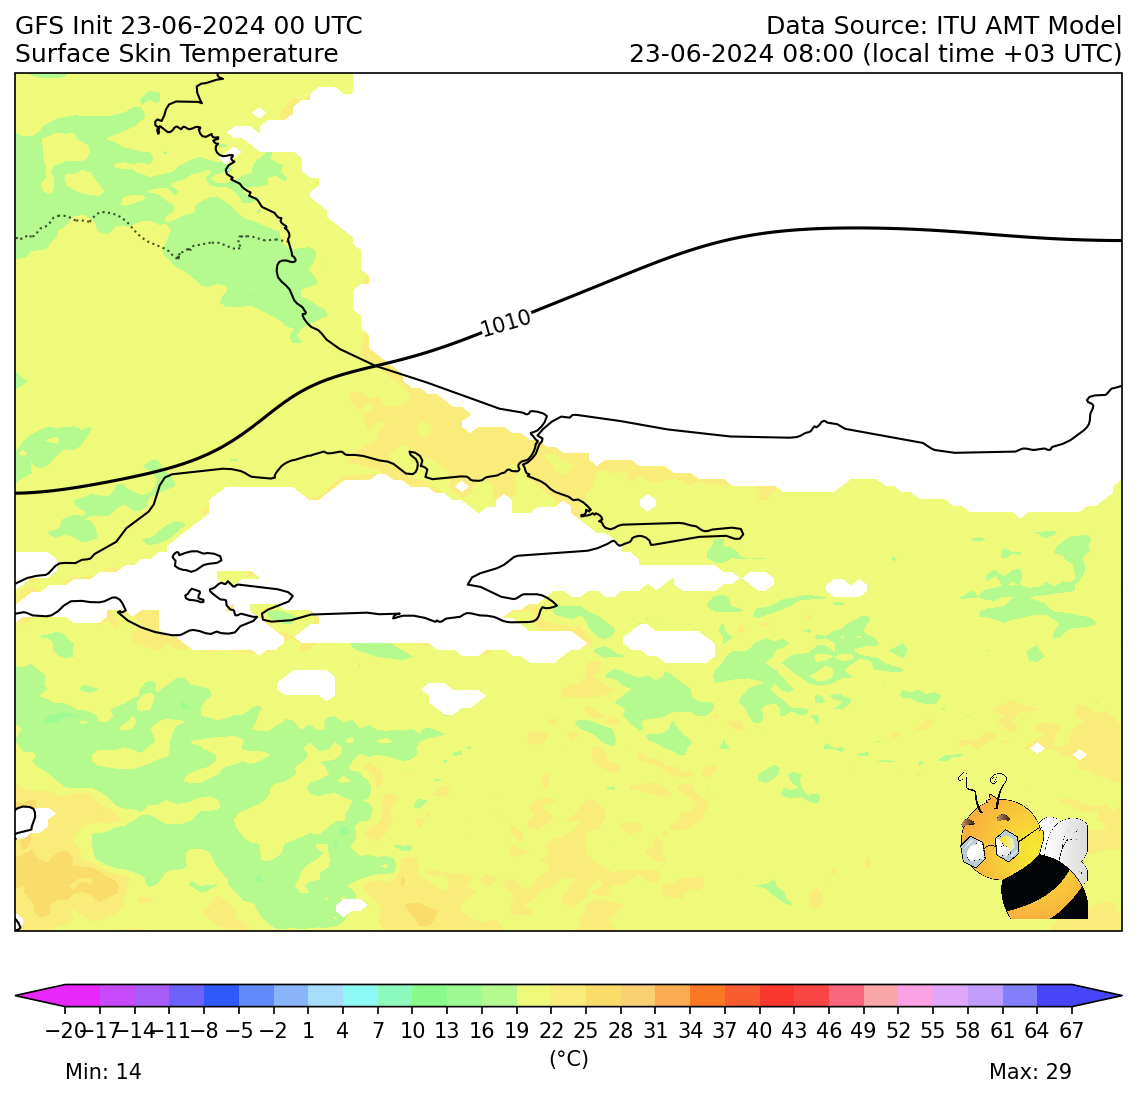 GFS Init 23-06-2024 00 UTC
Data Source: ITU AMT Model
Surface Skin Temperature
23-06-2024 08:00 (local time +03 UTC)
1010
−20 −17 −14 −11 −8 −5 −2 1 4 7 10 13 16 19 22 25 28 31 34 37 40 43 46 49 52 55 58 61 64 67
(°C)
Min: 14
Max: 29